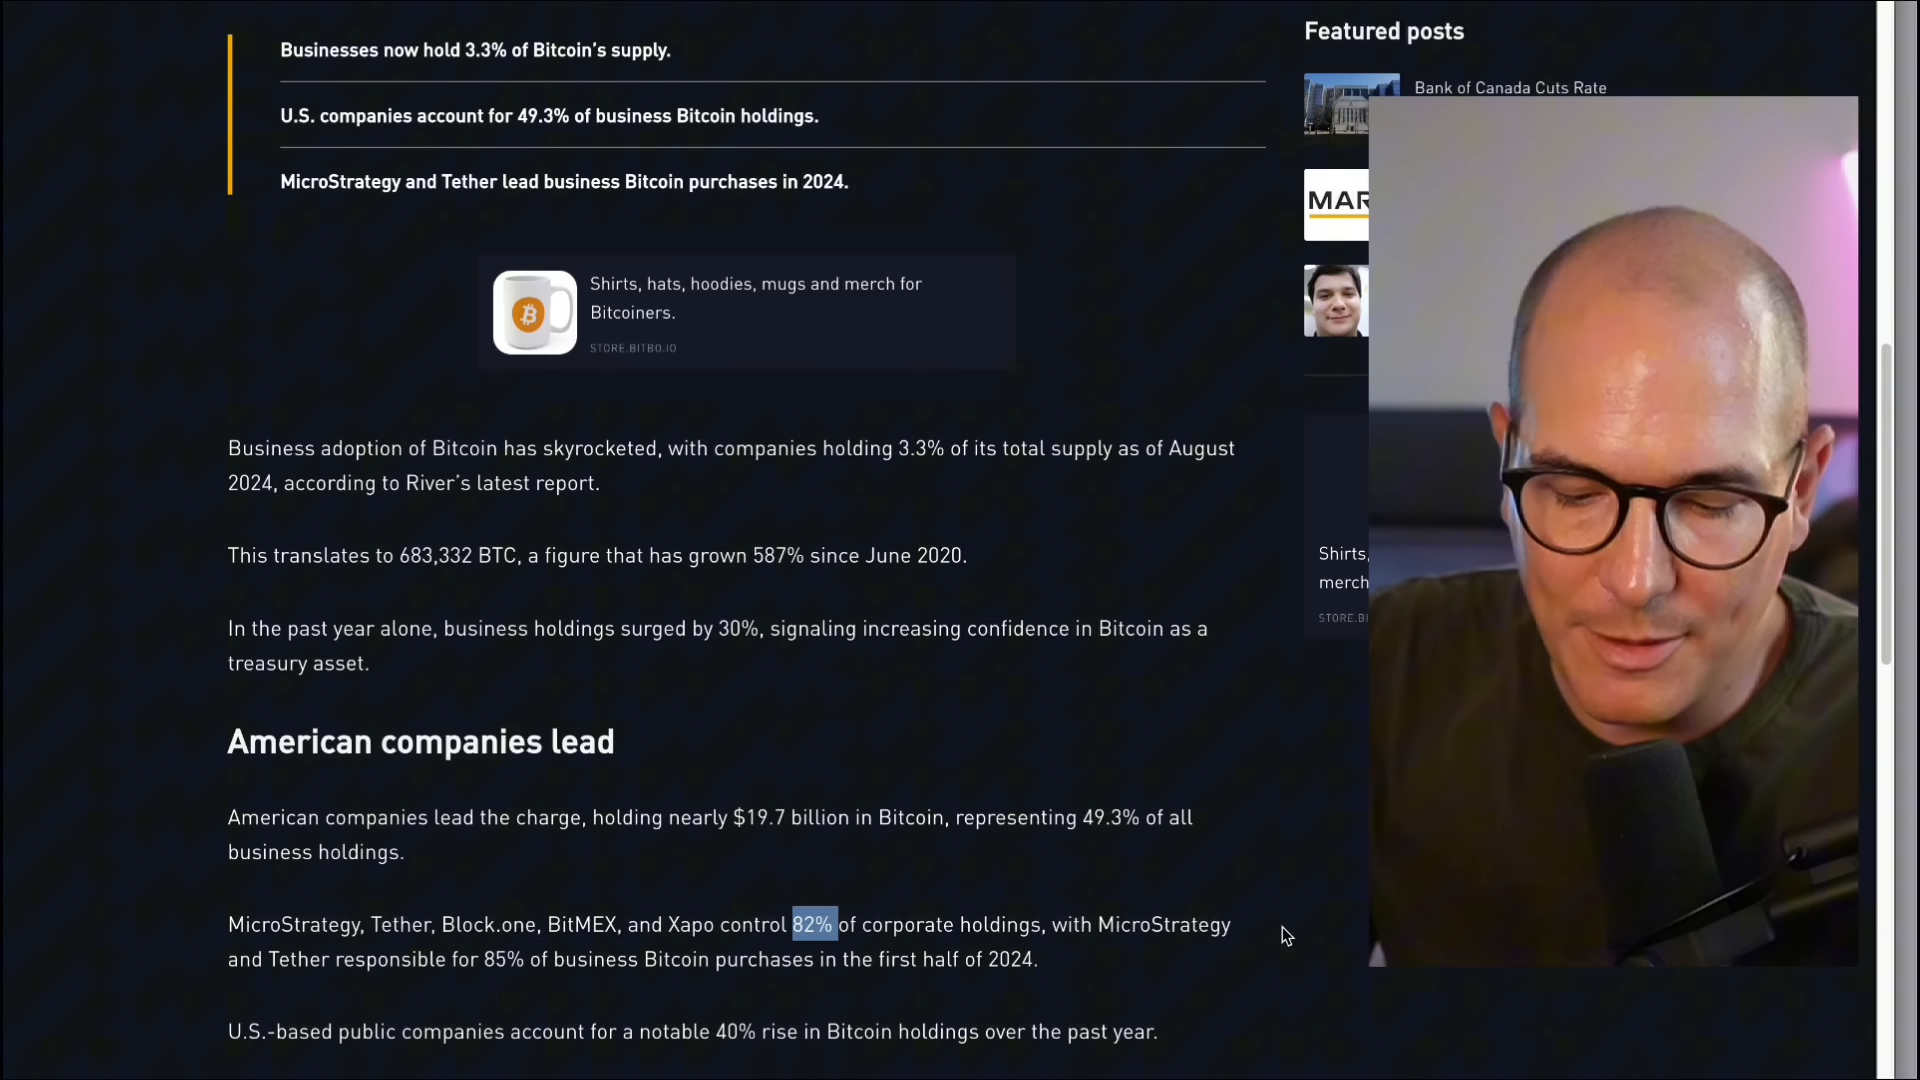 Businesses now hold 3.3% of Bitcoin's supply.
U.S. companies account for 49.3% of business Bitcoin holdings.
MicroStrategy and Tether lead business Bitcoin purchases in 2024.
Shirts, hats, hoodies, mugs and merch for
Bitcoiners.
STORE.BITBO.IO
Business adoption of Bitcoin has skyrocketed, with companies holding 3.3% of its total supply as of August
2024, according to River's latest report.
This translates to 683,332 BTC, a figure that has grown 587% since June 2020.
In the past year alone, business holdings surged by 30%, signaling increasing confidence in Bitcoin as a
treasury asset.
American companies lead
American companies lead the charge, holding nearly $19.7 billion in Bitcoin, representing 49.3% of all
business holdings.
MicroStrategy, Tether, Block.one, BitMEX, and Xapo control 82% of corporate holdings, with MicroStrategy
and Tether responsible for 85% of business Bitcoin purchases in the first half of 2024.
U.S.-based public companies account for a notable 40% rise in Bitcoin holdings over the past year.
Featured posts
Bank of Canada Cuts Rate
MAR
Shirts,
merch
STORE.BI